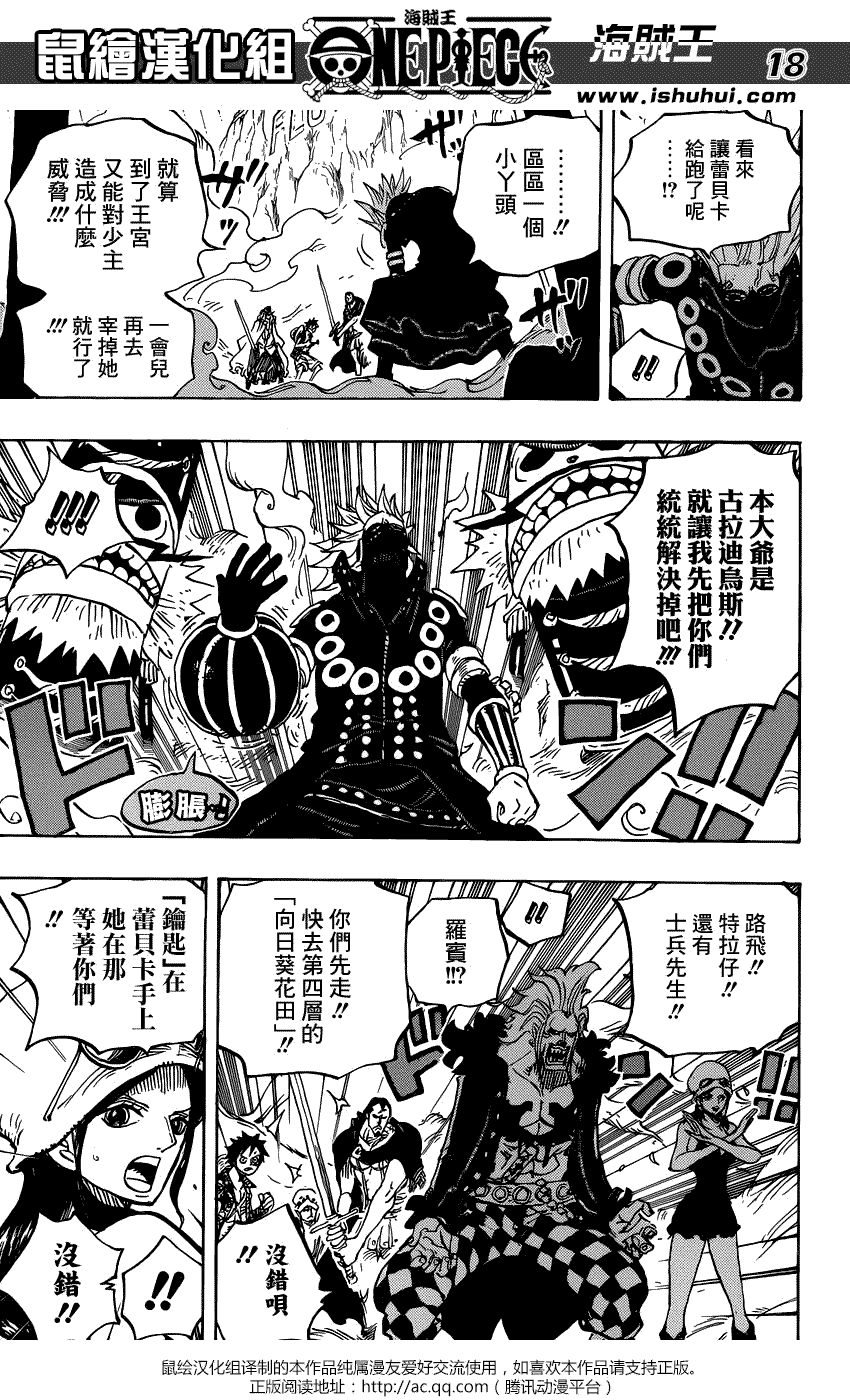 鼠繪漢化組
海賊王
ONE PIECE
海賊王
18
www.ishuhui.com
看來
讓蕾貝卡
給跑了呢
……!?
!!
…………
區區一個
小丫頭
!!
就算
到了王宮
又能對少主
造成什麼
威脅!!!
一會兒
再去
宰掉她
就行了
!!!
本大爺是
古拉迪烏斯!!
就讓我先把你們
統統解決掉吧!!!
!!!!
膨脹~!
ドン!!
路飛!!
特拉仔!!
還有
士兵先生!!
!!
羅賓!!?
你們先走!!
快去第四層的
「向日葵花田」!!
沒錯唄
!!
「鑰匙」在
蕾貝卡手上
她在那
等著你們
!!
!!
沒錯!!
鼠绘汉化组译制的本作品纯属漫友爱好交流使用，如喜欢本作品请支持正版。
正版阅读地址：http://ac.qq.com（腾讯动漫平台）